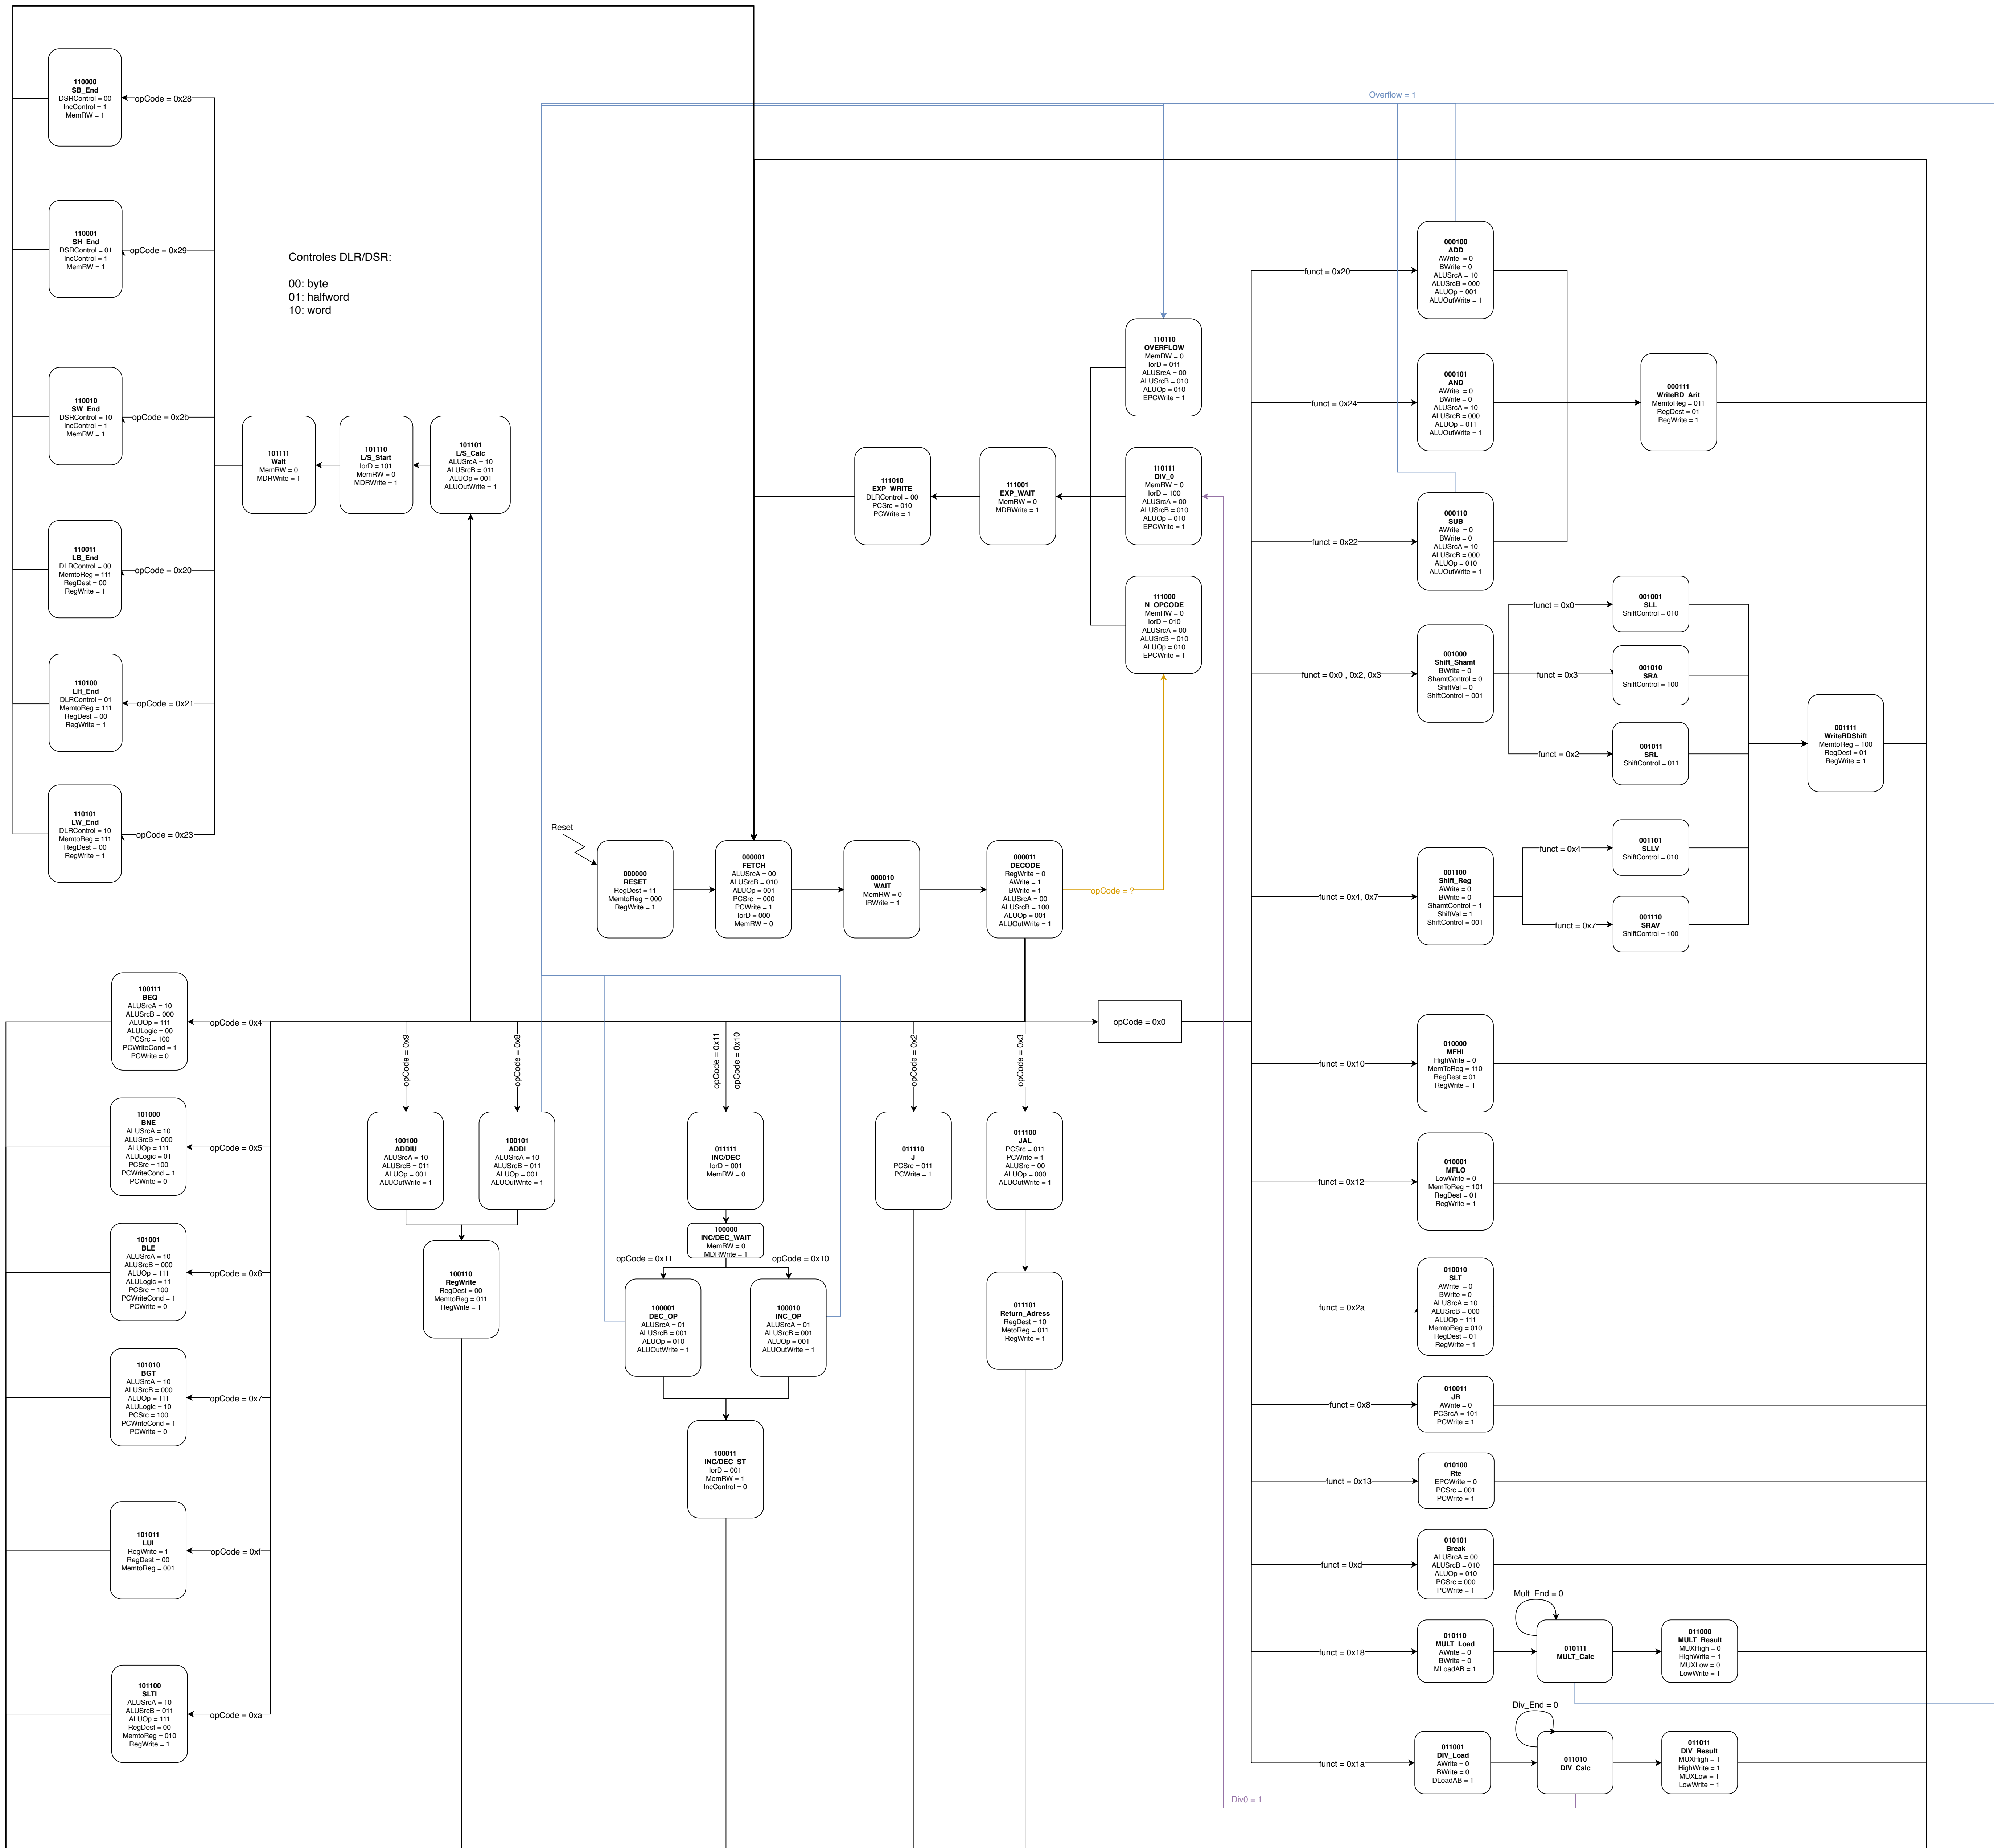 110000
SB_End
DSRControl = 00
IncControl = 1
MemRW = 1
opCode = 0x28
110001
SH_End
DSRControl = 01
IncControl = 1
MemRW = 1
opCode = 0x29
110010
SW_End
DSRControl = 10
IncControl = 1
MemRW = 1
opCode = 0x2b
110011
LB_End
DLRControl = 00
MemtoReg = 111
RegDest = 00
RegWrite = 1
opCode = 0x20
110100
LH_End
DLRControl = 01
MemtoReg = 111
RegDest = 00
RegWrite = 1
opCode = 0x21
110101
LW_End
DLRControl = 10
MemtoReg = 111
RegDest = 00
RegWrite = 1
opCode = 0x23
Controles DLR/DSR:
00: byte
01: halfword
10: word
101111
Wait
MemRW = 0
MDRWrite = 1
101110
L/S_Start
IorD = 101
MemRW = 0
MDRWrite = 1
101101
L/S_Calc
ALUSrcA = 10
ALUSrcB = 011
ALUOp = 001
ALUOutWrite = 1
Overflow = 1
110110
OVERFLOW
MemRW = 0
IorD = 011
ALUSrcA = 00
ALUSrcB = 010
ALUOp = 010
EPCWrite = 1
111010
EXP_WRITE
DLRControl = 00
PCSrc = 010
PCWrite = 1
111001
EXP_WAIT
MemRW = 0
MDRWrite = 1
110111
DIV_0
MemRW = 0
IorD = 100
ALUSrcA = 00
ALUSrcB = 010
ALUOp = 010
EPCWrite = 1
111000
N_OPCODE
MemRW = 0
IorD = 010
ALUSrcA = 00
ALUSrcB = 010
ALUOp = 010
EPCWrite = 1
Reset
000000
RESET
RegDest = 11
MemtoReg = 000
RegWrite = 1
000001
FETCH
ALUSrcA = 00
ALUSrcB = 010
ALUOp = 001
PCSrc = 000
PCWrite = 1
IorD = 000
MemRW = 0
000010
WAIT
MemRW = 0
IRWrite = 1
000011
DECODE
RegWrite = 0
AWrite = 1
BWrite = 1
ALUSrcA = 00
ALUSrcB = 100
ALUOp = 001
ALUOutWrite = 1
opCode = ?
funct = 0x20
000100
ADD
AWrite = 0
BWrite = 0
ALUSrcA = 10
ALUSrcB = 000
ALUOp = 001
ALUOutWrite = 1
funct = 0x24
000101
AND
AWrite = 0
BWrite = 0
ALUSrcA = 10
ALUSrcB = 000
ALUOp = 011
ALUOutWrite = 1
000111
WriteRD_Arit
MemtoReg = 011
RegDest = 01
RegWrite = 1
funct = 0x22
000110
SUB
AWrite = 0
BWrite = 0
ALUSrcA = 10
ALUSrcB = 000
ALUOp = 010
ALUOutWrite = 1
funct = 0x0 , 0x2, 0x3
001000
Shift_Shamt
BWrite = 0
ShamtControl = 0
ShiftVal = 0
ShiftControl = 001
funct = 0x0
001001
SLL
ShiftControl = 010
funct = 0x3
001010
SRA
ShiftControl = 100
funct = 0x2
001011
SRL
ShiftControl = 011
001111
WriteRDShift
MemtoReg = 100
RegDest = 01
RegWrite = 1
funct = 0x4, 0x7
001100
Shift_Reg
AWrite = 0
BWrite = 0
ShamtControl = 1
ShiftVal = 1
ShiftControl = 001
funct = 0x4
001101
SLLV
ShiftControl = 010
funct = 0x7
001110
SRAV
ShiftControl = 100
opCode = 0x0
100111
BEQ
ALUSrcA = 10
ALUSrcB = 000
ALUOp = 111
ALULogic = 00
PCSrc = 100
PCWriteCond = 1
PCWrite = 0
opCode = 0x4
101000
BNE
ALUSrcA = 10
ALUSrcB = 000
ALUOp = 111
ALULogic = 01
PCSrc = 100
PCWriteCond = 1
PCWrite = 0
opCode = 0x5
101001
BLE
ALUSrcA = 10
ALUSrcB = 000
ALUOp = 111
ALULogic = 11
PCSrc = 100
PCWriteCond = 1
PCWrite = 0
opCode = 0x6
101010
BGT
ALUSrcA = 10
ALUSrcB = 000
ALUOp = 111
ALULogic = 10
PCSrc = 100
PCWriteCond = 1
PCWrite = 0
opCode = 0x7
101011
LUI
RegWrite = 1
RegDest = 00
MemtoReg = 001
opCode = 0xf
101100
SLTI
ALUSrcA = 10
ALUSrcB = 011
ALUOp = 111
RegDest = 00
MemtoReg = 010
RegWrite = 1
opCode = 0xa
opCode = 0x9
opCode = 0x8
opCode = 0x11
opCode = 0x10
opCode = 0x2
opCode = 0x3
100100
ADDIU
ALUSrcA = 10
ALUSrcB = 011
ALUOp = 001
ALUOutWrite = 1
100101
ADDI
ALUSrcA = 10
ALUSrcB = 011
ALUOp = 001
ALUOutWrite = 1
100110
RegWrite
RegDest = 00
MemtoReg = 011
RegWrite = 1
011111
INC/DEC
IorD = 001
MemRW = 0
100000
INC/DEC_WAIT
MemRW = 0
MDRWrite = 1
opCode = 0x11
opCode = 0x10
100001
DEC_OP
ALUSrcA = 01
ALUSrcB = 001
ALUOp = 010
ALUOutWrite = 1
100010
INC_OP
ALUSrcA = 01
ALUSrcB = 001
ALUOp = 001
ALUOutWrite = 1
100011
INC/DEC_ST
IorD = 001
MemRW = 1
IncControl = 0
011110
J
PCSrc = 011
PCWrite = 1
011100
JAL
PCSrc = 011
PCWrite = 1
ALUSrc = 00
ALUOp = 000
ALUOutWrite = 1
011101
Return_Adress
RegDest = 10
MetoReg = 011
RegWrite = 1
funct = 0x10
010000
MFHI
HighWrite = 0
MemToReg = 110
RegDest = 01
RegWrite = 1
funct = 0x12
010001
MFLO
LowWrite = 0
MemToReg = 101
RegDest = 01
RegWrite = 1
funct = 0x2a
010010
SLT
AWrite = 0
BWrite = 0
ALUSrcA = 10
ALUSrcB = 000
ALUOp = 111
MemtoReg = 010
RegDest = 01
RegWrite = 1
funct = 0x8
010011
JR
AWrite = 0
PCSrcA = 101
PCWrite = 1
funct = 0x13
010100
Rte
EPCWrite = 0
PCSrc = 001
PCWrite = 1
funct = 0xd
010101
Break
ALUSrcA = 00
ALUSrcB = 010
ALUOp = 010
PCSrc = 000
PCWrite = 1
funct = 0x18
010110
MULT_Load
AWrite = 0
BWrite = 0
MLoadAB = 1
Mult_End = 0
010111
MULT_Calc
011000
MULT_Result
MUXHigh = 0
HighWrite = 1
MUXLow = 0
LowWrite = 1
funct = 0x1a
011001
DIV_Load
AWrite = 0
BWrite = 0
DLoadAB = 1
Div_End = 0
011010
DIV_Calc
011011
DIV_Result
MUXHigh = 1
HighWrite = 1
MUXLow = 1
LowWrite = 1
Div0 = 1